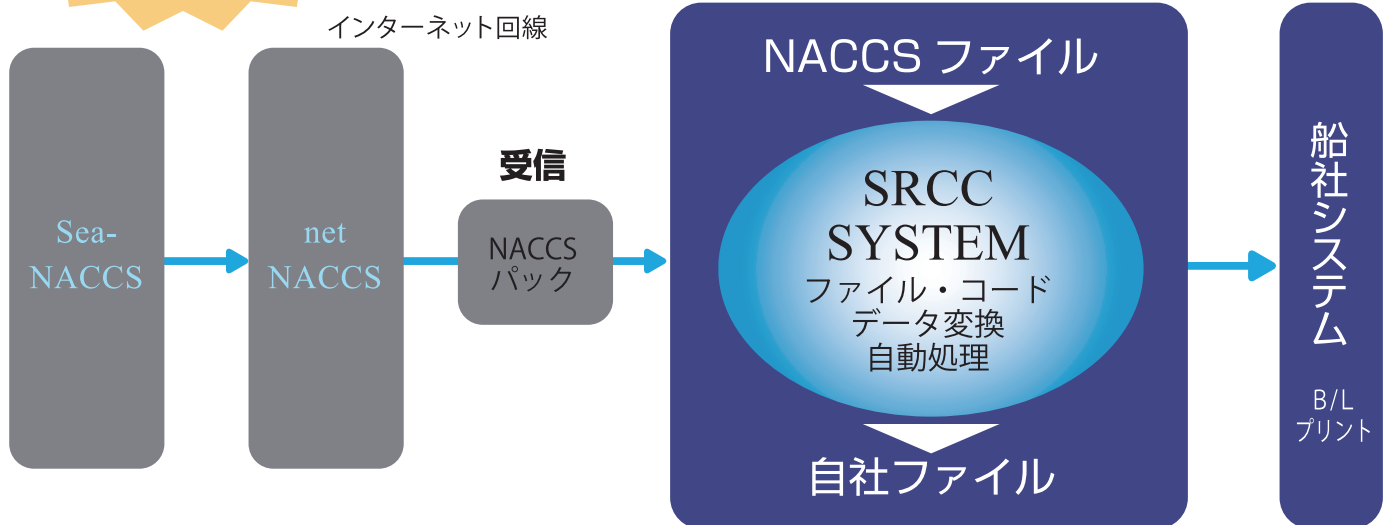 インターネット回線
Sea-
NACCS
net
NACCS
受信
NACCS
パック
NACCS ファイル
SRCC
SYSTEM
ファイル・コード
データ変換
自動処理
自社ファイル
船社システム
B/L
プリント